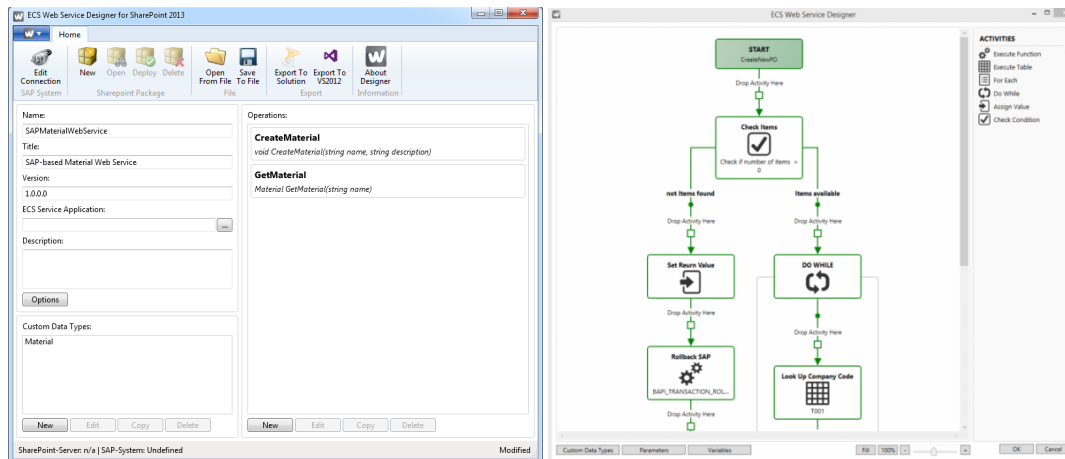 ECS Web Service Designer for SharePoint 2013
W
Home
Edit Connection
New
Open
Deploy
Delete
Open From File
Save To File
Export To Solution
Export To VS2012
About Designer
SAP System
Sharepoint Package
File
Export
Information
Name:
SAPMaterialWebService
Title:
SAP-based Material Web Service
Version:
1.0.0.0
ECS Service Application:
...
Description:
Options
Custom Data Types:
Material
New
Edit
Copy
Delete
Operations:
CreateMaterial
void CreateMaterial(string name, string description)
GetMaterial
Material GetMaterial(string name)
New
Edit
Copy
Delete
SharePoint-Server: n/a | SAP-System: Undefined
Modified
ECS Web Service Designer
START
CreateNewPO
Drop Activity Here
Check Items
Check if number of items >
0
not Items found
Items available
Drop Activity Here
Drop Activity Here
Set Reurn Value
DO WHILE
Drop Activity Here
Drop Activity Here
Rollback SAP
BAPI_TRANSACTION_ROL...
Look Up Company Code
T001
Drop Activity Here
ACTIVITIES
Execute Function
Execute Table
For Each
Do While
Assign Value
Check Condition
Custom Data Types
Parameters
Variables
Fill
100%
-
+
OK
Cancel